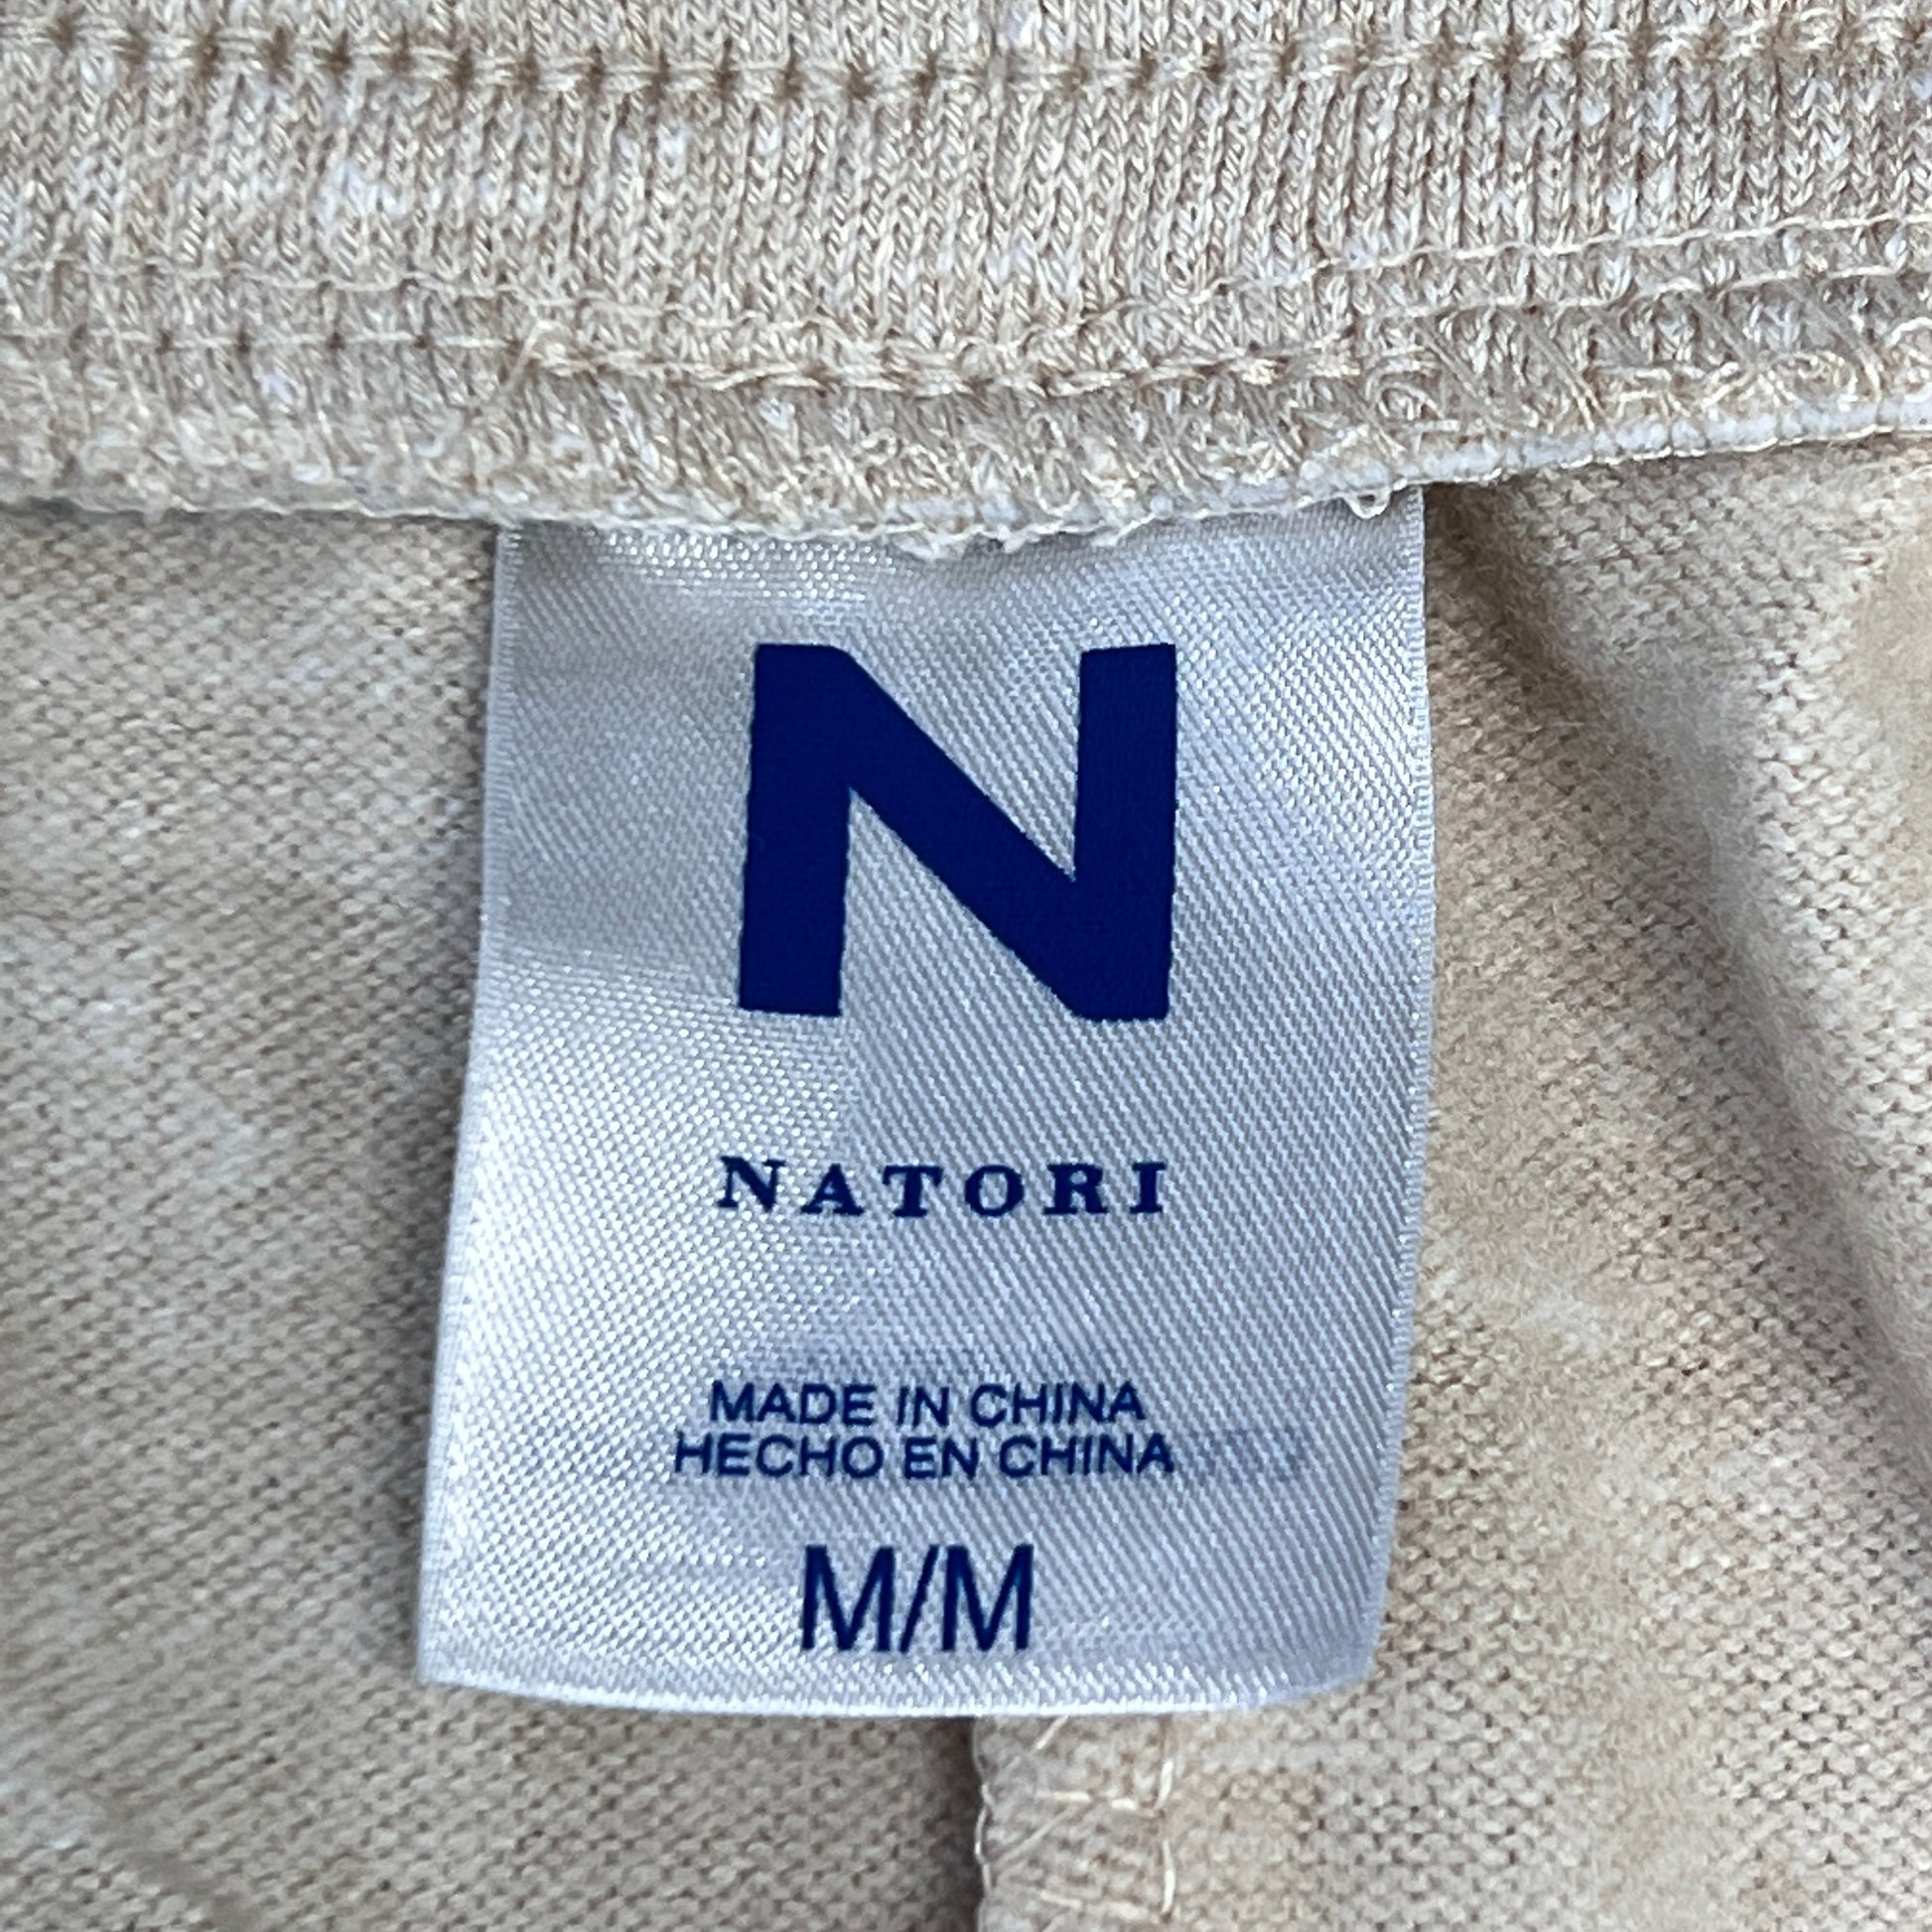 N
NATORI
MADE IN CHINA
HECHO EN CHINA
M/M